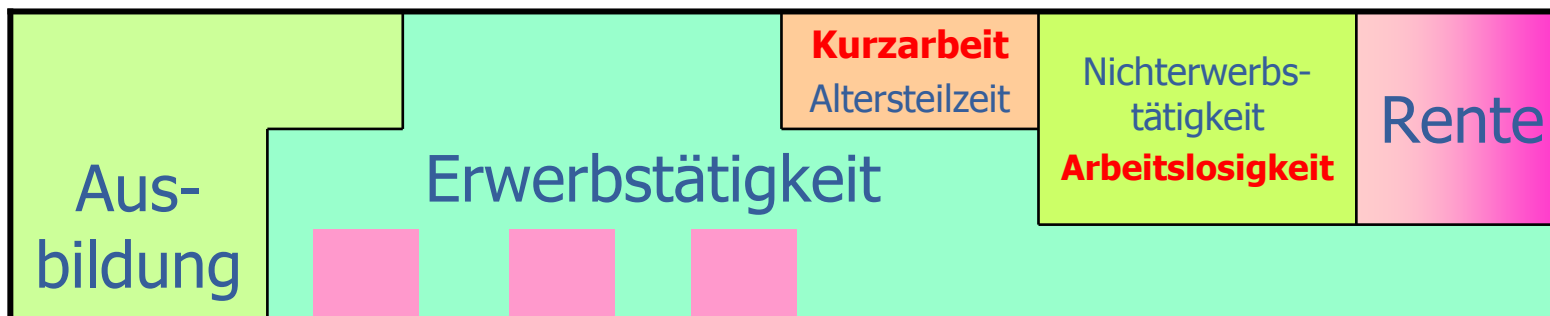 Aus-
bildung
Erwerbstätigkeit
Kurzarbeit
Altersteilzeit
Nichterwerbs-
tätigkeit
Arbeitslosigkeit
Rente